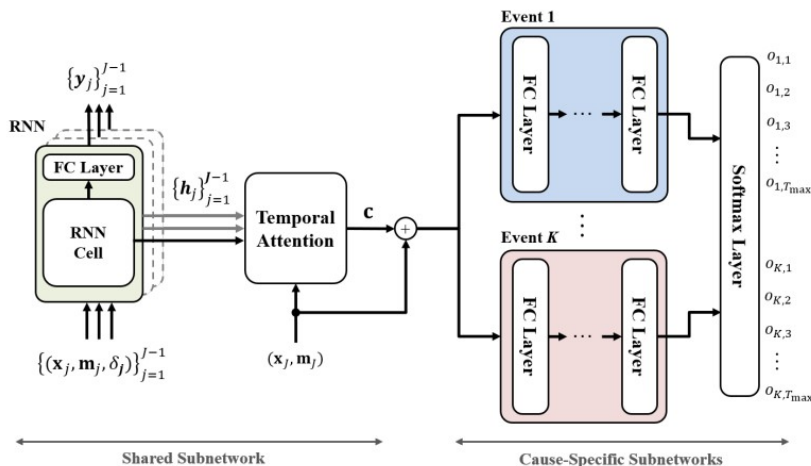 Event 1
{y_j}_{j=1}^{J-1}
RNN
FC Layer
RNN
Cell
{h_j}_{j=1}^{J-1}
Temporal
Attention
c
+
{(x_j, m_j, δ_j)}_{j=1}^{J-1}
(x_J, m_J)
FC Layer
...
FC Layer
⋮
Event K
FC Layer
...
FC Layer
Softmax Layer
o_{1,1}
o_{1,2}
o_{1,3}
⋮
o_{1,T_max}
o_{K,1}
o_{K,2}
o_{K,3}
⋮
o_{K,T_max}
Shared Subnetwork
Cause-Specific Subnetworks